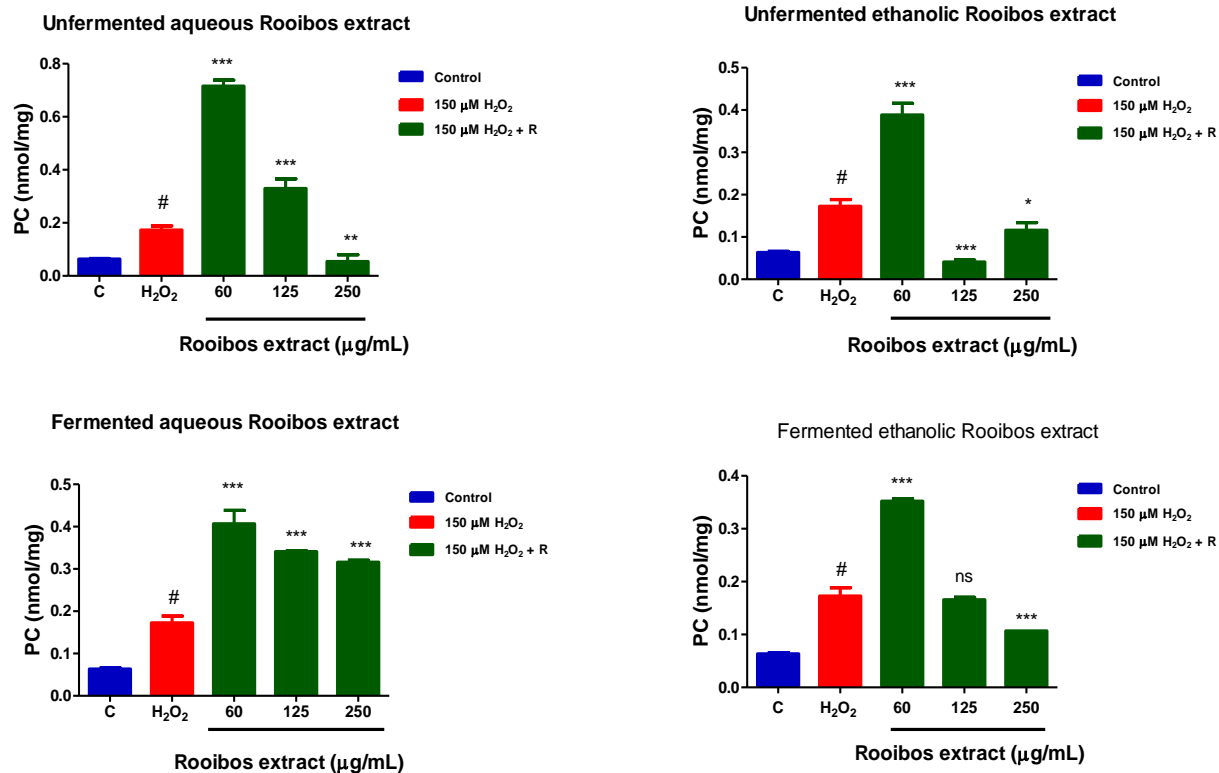 Unfermented aqueous Rooibos extract
PC (nmol/mg)
0.8
0.6
0.4
0.2
0.0
***
#
***
**
C H₂O₂ 60 125 250
Rooibos extract (μg/mL)
Control
150 μM H₂O₂
150 μM H₂O₂ + R
Unfermented ethanolic Rooibos extract
PC (nmol/mg)
0.5
0.4
0.3
0.2
0.1
0.0
***
#
*
***
C H₂O₂ 60 125 250
Rooibos extract (μg/mL)
Control
150 μM H₂O₂
150 μM H₂O₂ + R
Fermented aqueous Rooibos extract
PC (nmol/mg)
0.5
0.4
0.3
0.2
0.1
0.0
***
***
***
#
C H₂O₂ 60 125 250
Rooibos extract (μg/mL)
Control
150 μM H₂O₂
150 μM H₂O₂ + R
Fermented ethanolic Rooibos extract
PC (nmol/mg)
0.4
0.3
0.2
0.1
0.0
***
#
ns
***
C H₂O₂ 60 125 250
Rooibos extract (μg/mL)
Control
150 μM H₂O₂
150 μM H₂O₂ + R